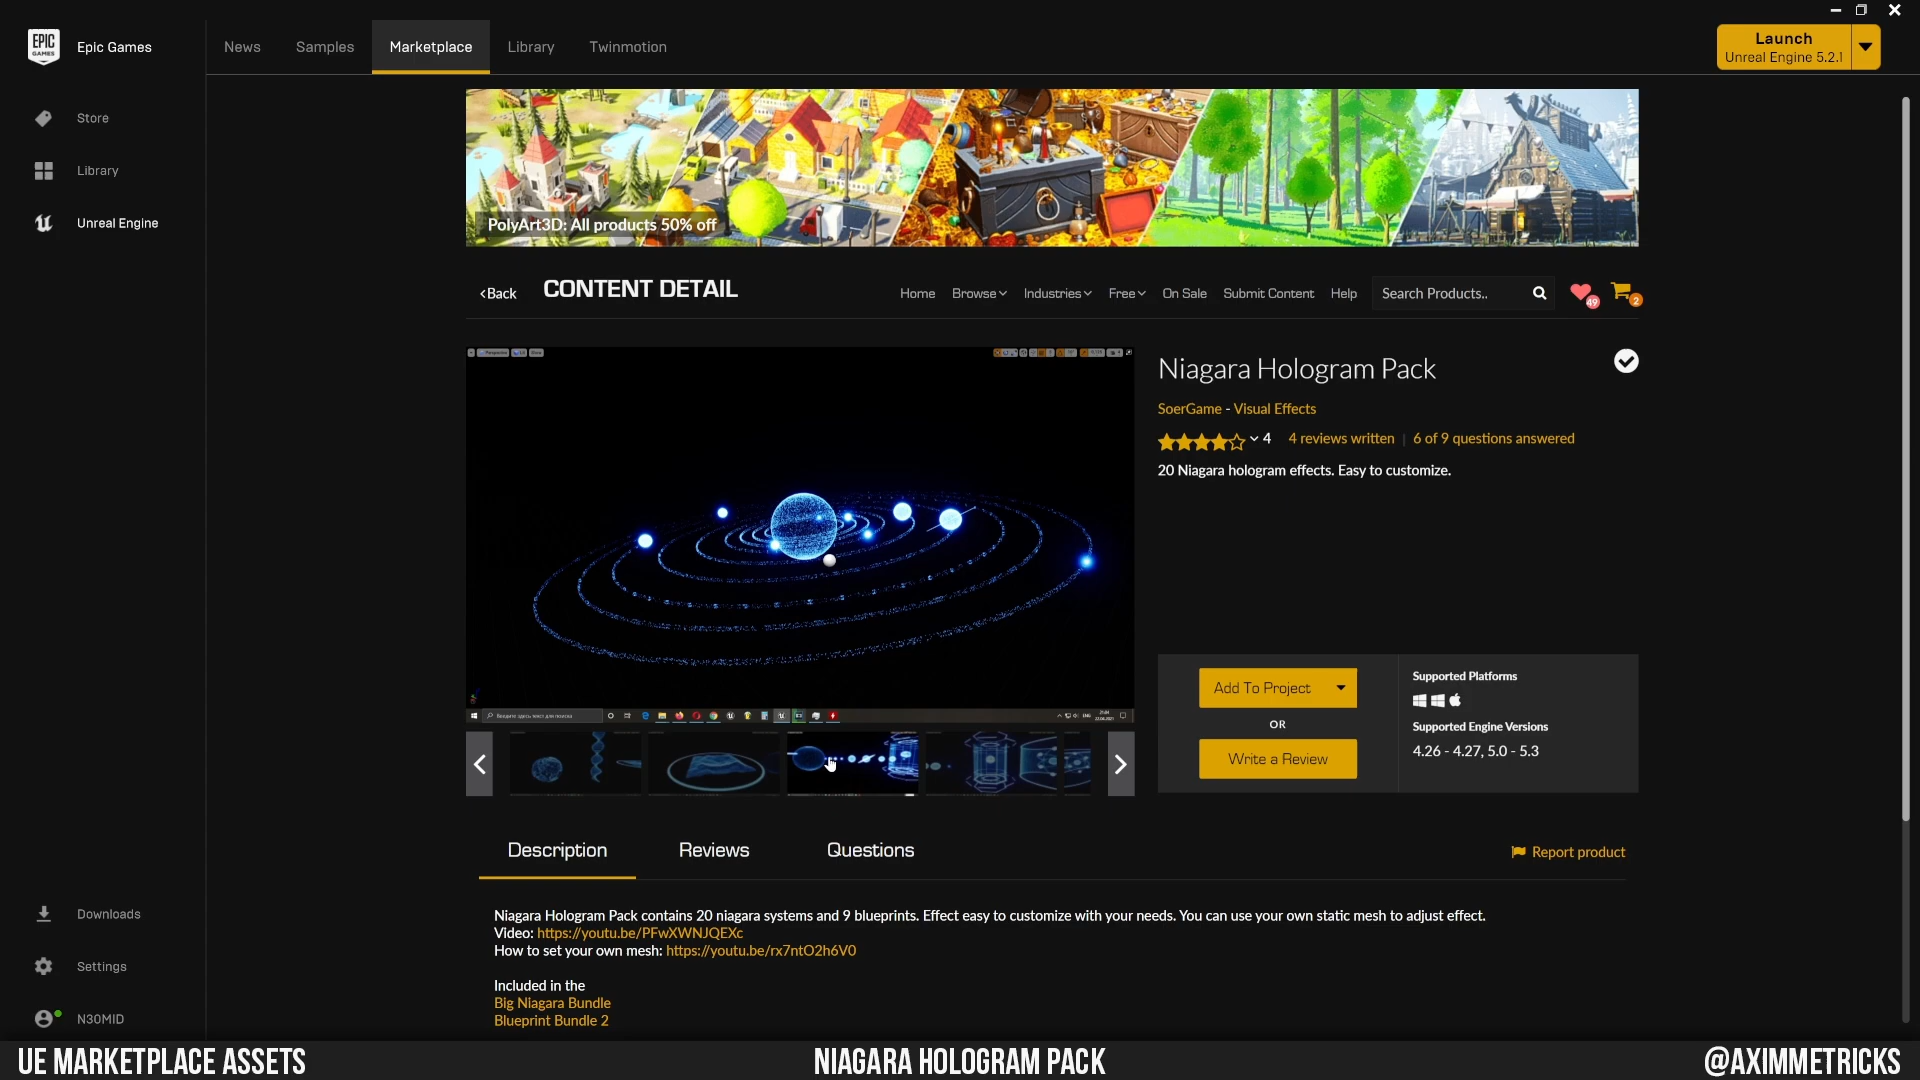 EPIC GAMES
Epic Games
News
Samples
Marketplace
Library
Twinmotion
Launch
Unreal Engine 5.2.1
Store
Library
Unreal Engine
PolyArt3D: All products 50% off
Back
CONTENT DETAIL
Home
Browse
Industries
Free
On Sale
Submit Content
Help
Search Products..
49
2
Niagara Hologram Pack
SoerGame - Visual Effects
4
4 reviews written | 6 of 9 questions answered
20 Niagara hologram effects. Easy to customize.
Add To Project
OR
Write a Review
Supported Platforms
Supported Engine Versions
4.26 - 4.27, 5.0 - 5.3
Description
Reviews
Questions
Report product
Niagara Hologram Pack contains 20 niagara systems and 9 blueprints. Effect easy to customize with your needs. You can use your own static mesh to adjust effect.
Video: https://youtu.be/PFwXWNJQEXc
How to set your own mesh: https://youtu.be/rx7ntO2h6V0
Included in the
Big Niagara Bundle
Blueprint Bundle 2
Downloads
Settings
N30MID
UE MARKETPLACE ASSETS
NIAGARA HOLOGRAM PACK
@AXIMMETRICKS